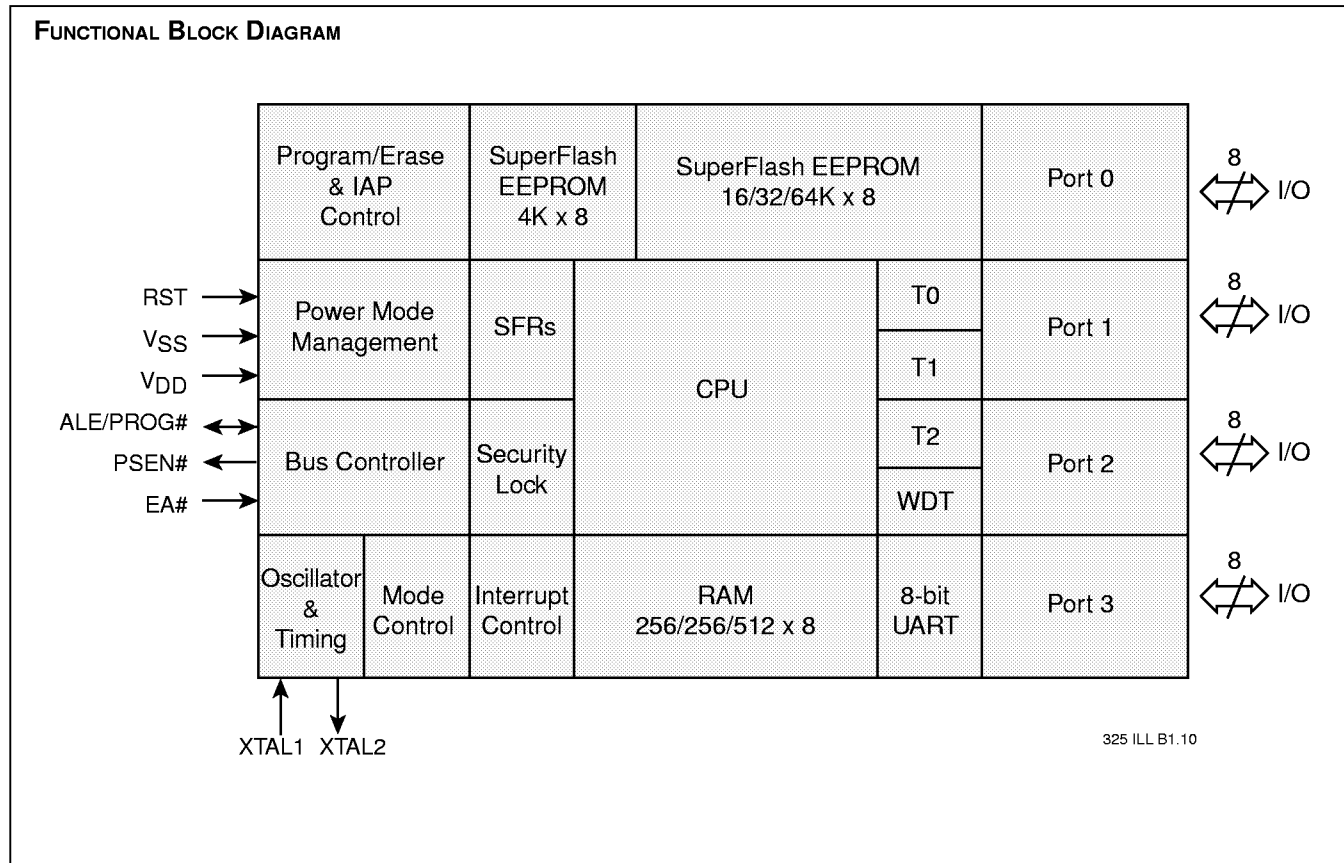 FUNCTIONAL BLOCK DIAGRAM
Program/Erase
& IAP
Control
SuperFlash
EEPROM
4K x 8
SuperFlash EEPROM
16/32/64K x 8
Port 0
8
I/O
RST
VSS
VDD
Power Mode
Management
SFRs
CPU
T0
T1
Port 1
8
I/O
ALE/PROG#
PSEN#
EA#
Bus Controller
Security
Lock
T2
WDT
Port 2
8
I/O
Oscillator
&
Timing
Mode
Control
Interrupt
Control
RAM
256/256/512 x 8
8-bit
UART
Port 3
8
I/O
XTAL1
XTAL2
325 ILL B1.10